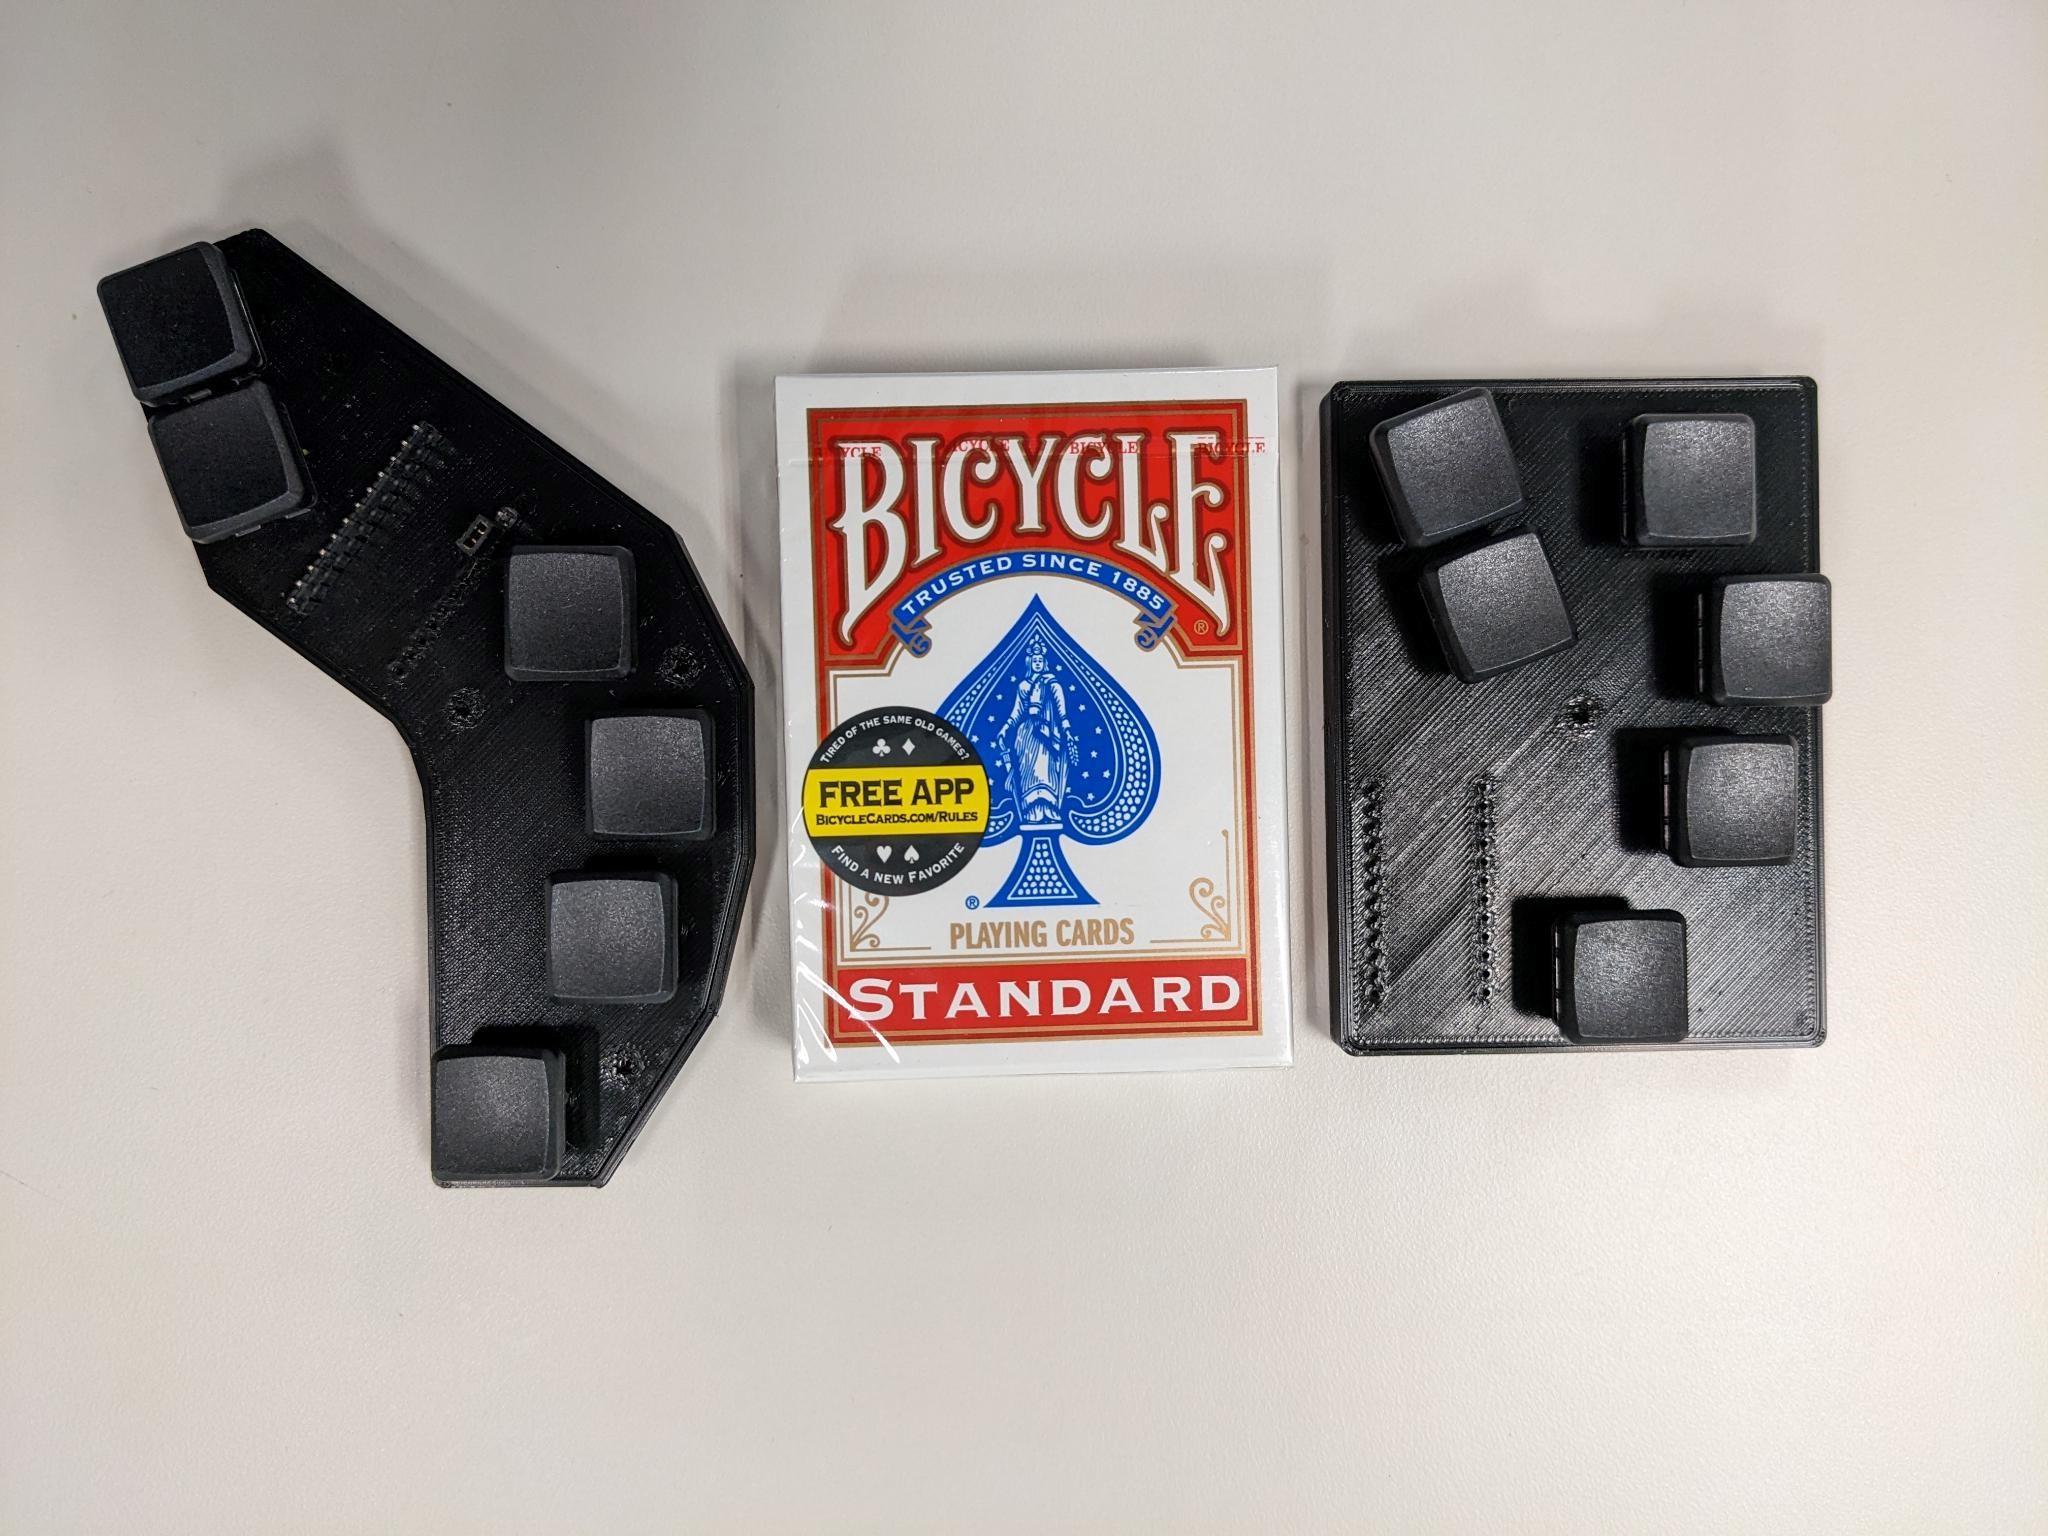 YCLE BICYCLE BICYCLE BICYCLE
BICYCLE
TRUSTED SINCE 1885
®
TIRED OF THE SAME OLD GAMES?
FREE APP
BICYCLECARDS.COM/RULES
FIND A NEW FAVORITE
®
PLAYING CARDS
STANDARD